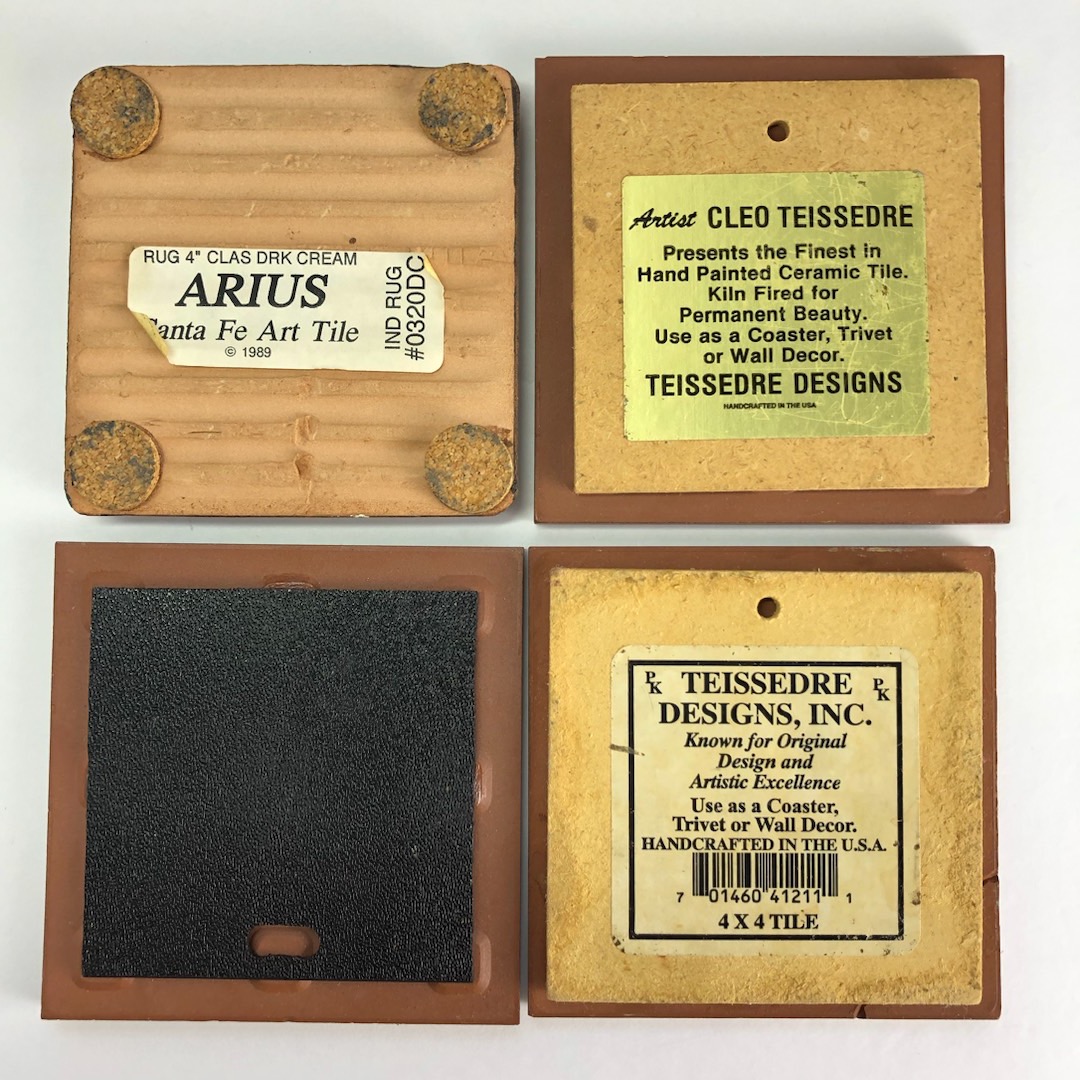 RUG 4" CLAS DRK CREAM
ARIUS
anta Fe Art Tile
© 1989
IND RUG
#0320DC
Artist CLEO TEISSEDRE
Presents the Finest in
Hand Painted Ceramic Tile.
Kiln Fired for
Permanent Beauty.
Use as a Coaster, Trivet
or Wall Decor.
TEISSEDRE DESIGNS
HANDCRAFTED IN THE USA
PK TEISSEDRE PK
DESIGNS, INC.
Known for Original
Design and
Artistic Excellence
Use as a Coaster,
Trivet or Wall Decor.
HANDCRAFTED IN THE U.S.A.
7 01460 41211 1
4 X 4 TILE